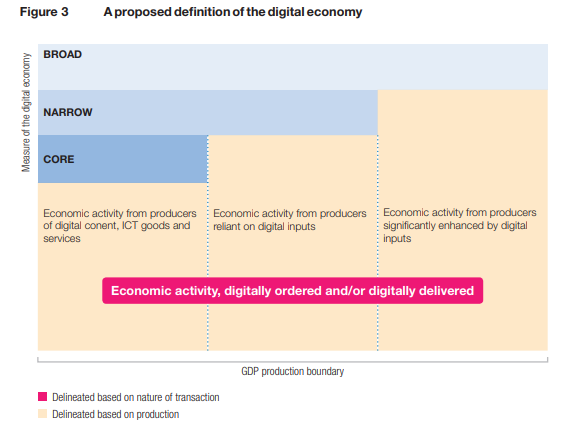 Figure 3 A proposed definition of the digital economy
Measure of the digital economy
BROAD
NARROW
CORE
Economic activity from producers
of digital conent, ICT goods and
services
Economic activity from producers
reliant on digital inputs
Economic activity from producers
significantly enhanced by digital
inputs
Economic activity, digitally ordered and/or digitally delivered
GDP production boundary
Delineated based on nature of transaction
Delineated based on production